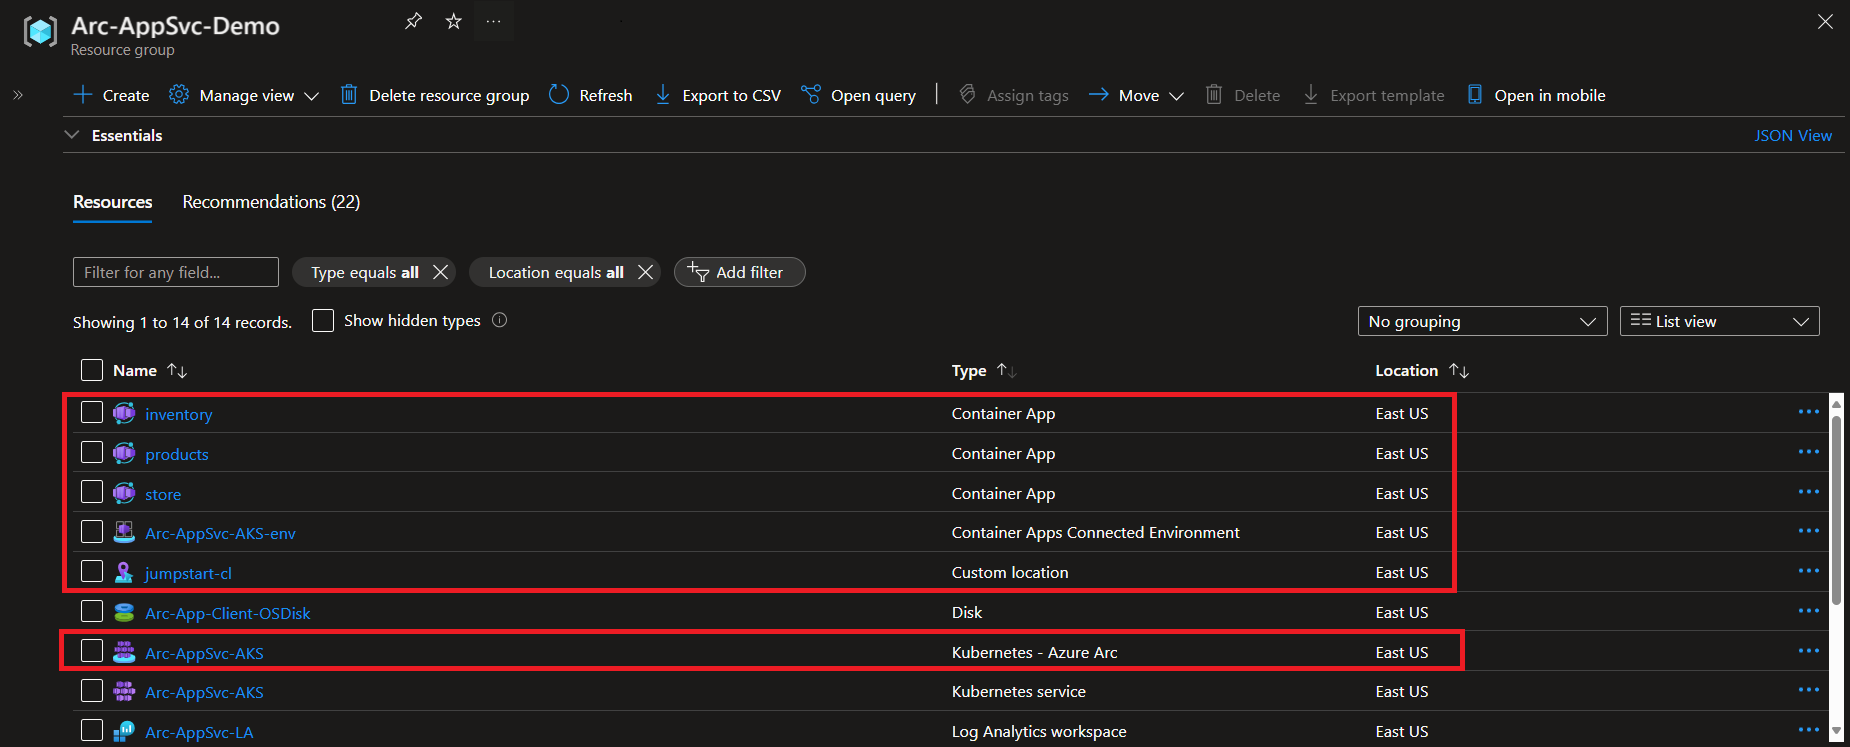 Arc-AppSvc-Demo
Resource group
Create Manage view Delete resource group Refresh Export to CSV Open query Assign tags Move Delete Export template Open in mobile
Essentials JSON View
Resources Recommendations (22)
Filter for any field... Type equals all Location equals all Add filter
Showing 1 to 14 of 14 records. Show hidden types No grouping List view
Name Type Location
inventory Container App East US
products Container App East US
store Container App East US
Arc-AppSvc-AKS-env Container Apps Connected Environment East US
jumpstart-cl Custom location East US
Arc-App-Client-OSDisk Disk East US
Arc-AppSvc-AKS Kubernetes - Azure Arc East US
Arc-AppSvc-AKS Kubernetes service East US
Arc-AppSvc-LA Log Analytics workspace East US